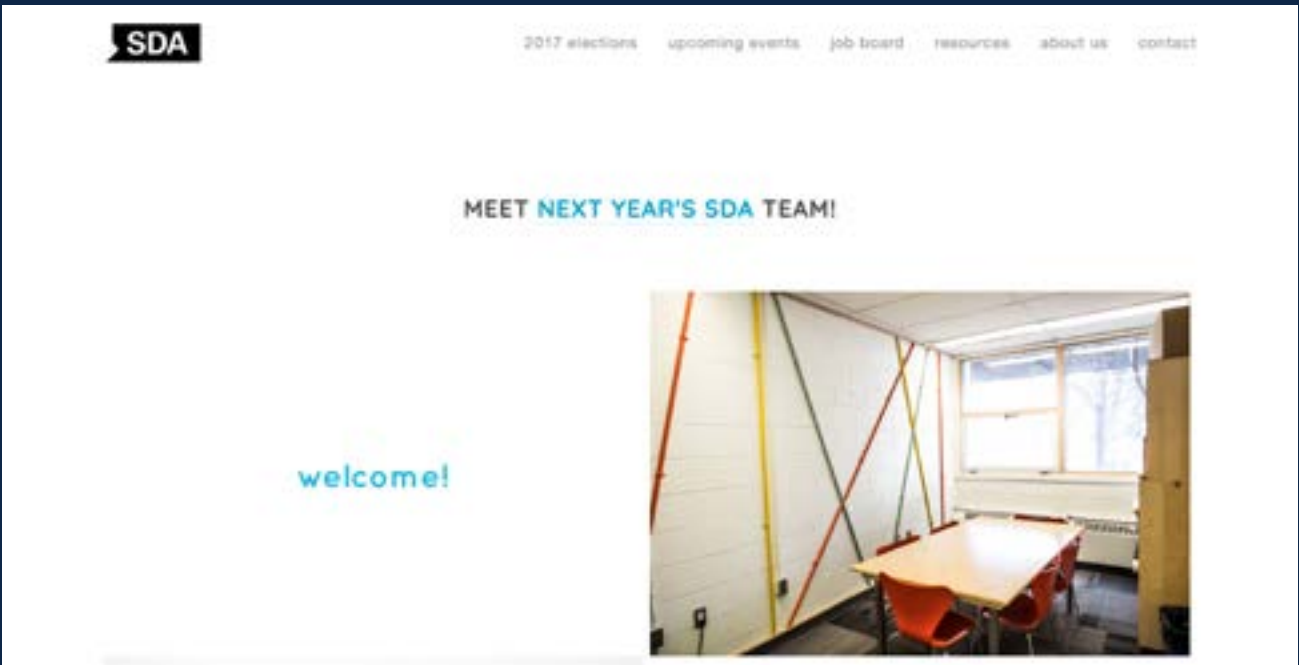 SDA
2017 elections upcoming events job board resources about us contact
MEET NEXT YEAR'S SDA TEAM!
welcome!